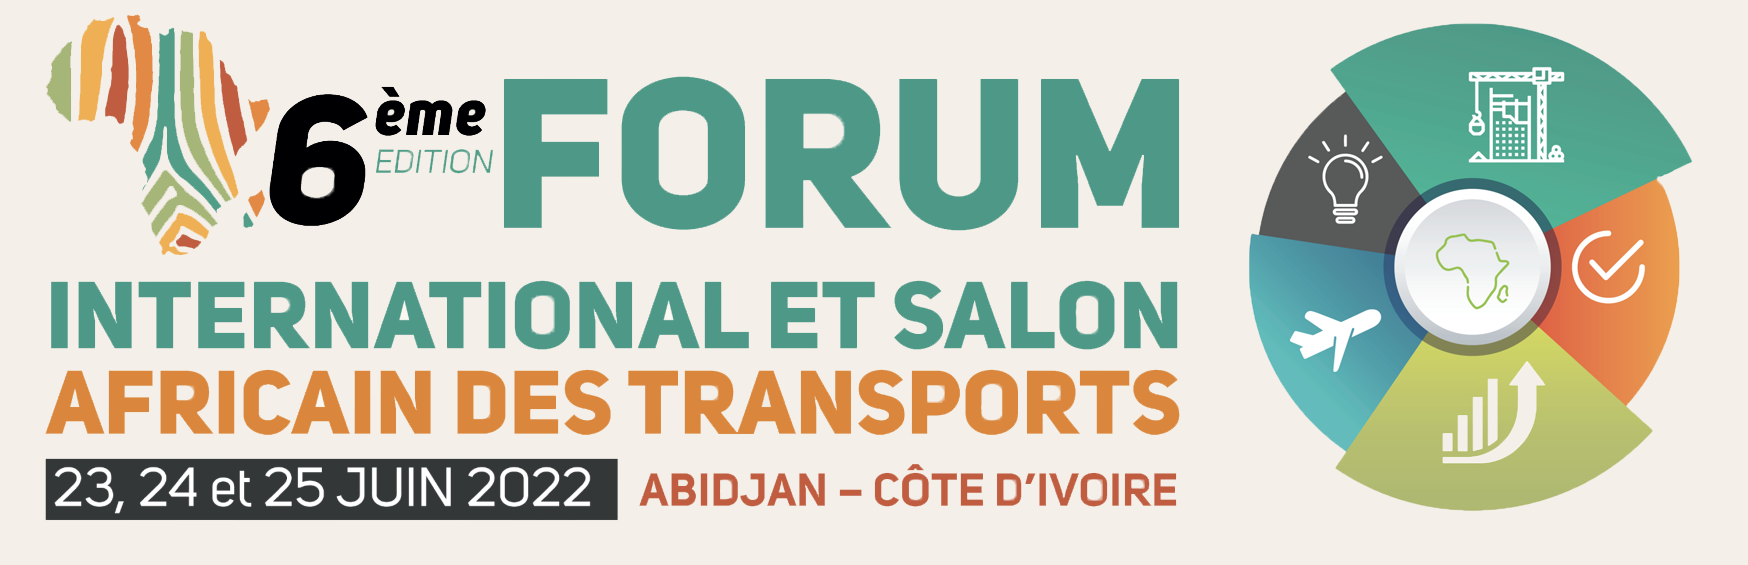 6ème EDITION FORUM
INTERNATIONAL ET SALON
AFRICAIN DES TRANSPORTS
23, 24 et 25 JUIN 2022
ABIDJAN – CÔTE D'IVOIRE